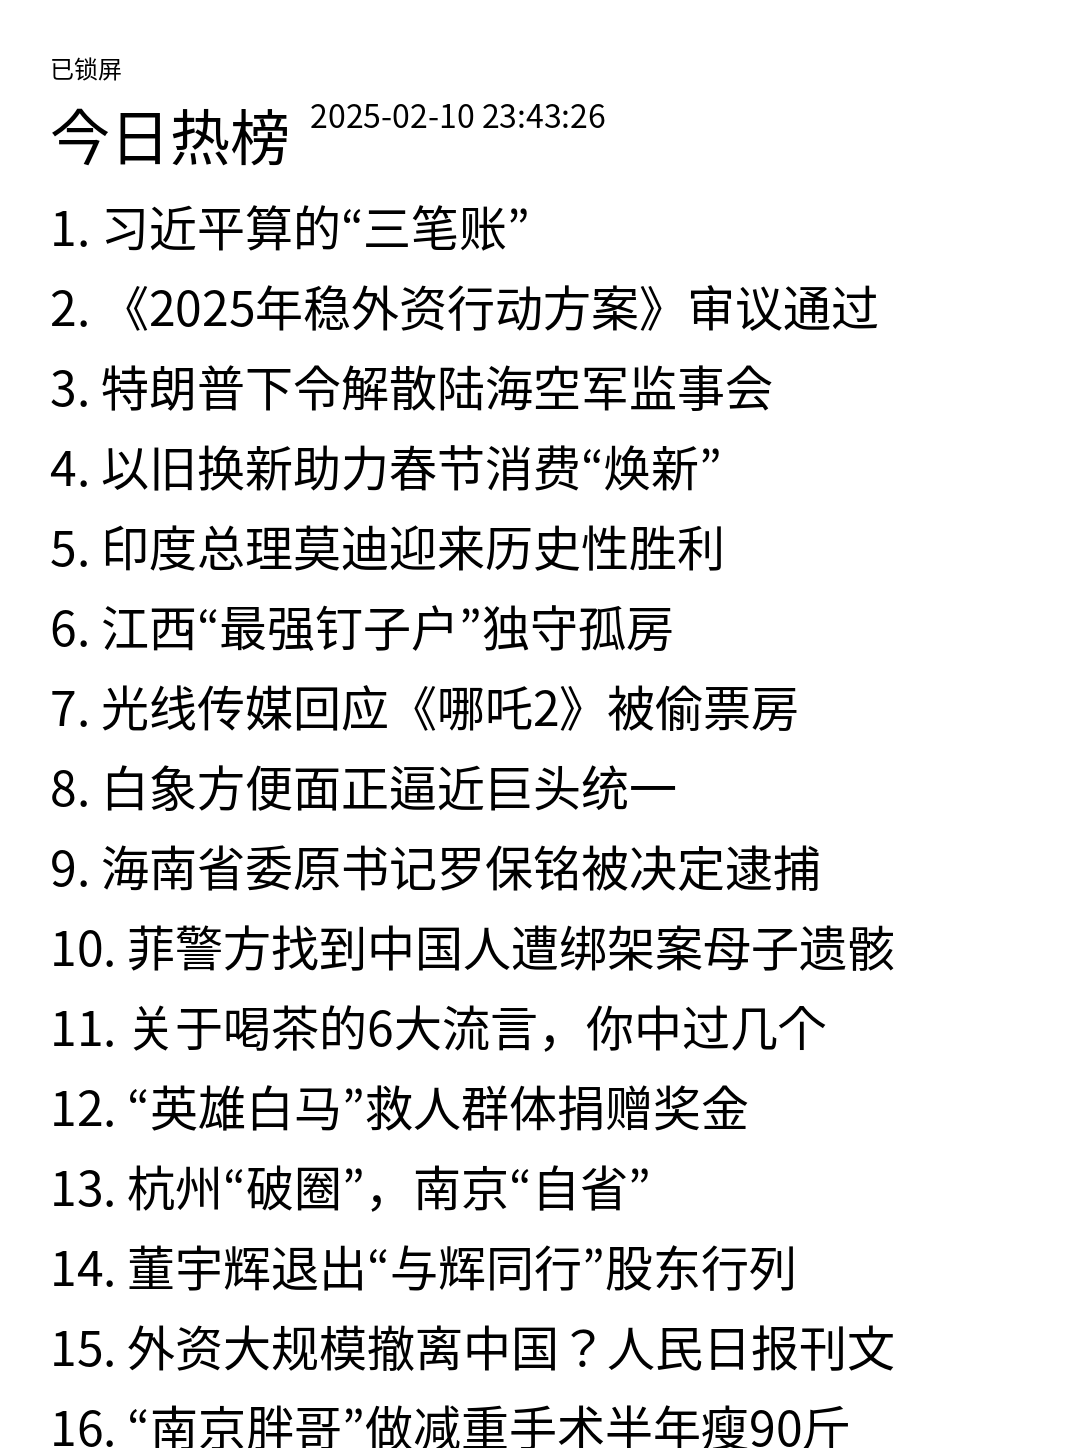 已锁屏
今日热榜 2025-02-10 23:43:26
1. 习近平算的“三笔账”
2. 《2025年稳外资行动方案》审议通过
3. 特朗普下令解散陆海空军监事会
4. 以旧换新助力春节消费“焕新”
5. 印度总理莫迪迎来历史性胜利
6. 江西“最强钉子户”独守孤房
7. 光线传媒回应《哪吒2》被偷票房
8. 白象方便面正逼近巨头统一
9. 海南省委原书记罗保铭被决定逮捕
10. 菲警方找到中国人遭绑架案母子遗骸
11. 关于喝茶的6大流言，你中过几个
12. “英雄白马”救人群体捐赠奖金
13. 杭州“破圈”，南京“自省”
14. 董宇辉退出“与辉同行”股东行列
15. 外资大规模撤离中国？人民日报刊文
16. “南京胖哥”做减重手术半年瘦90斤